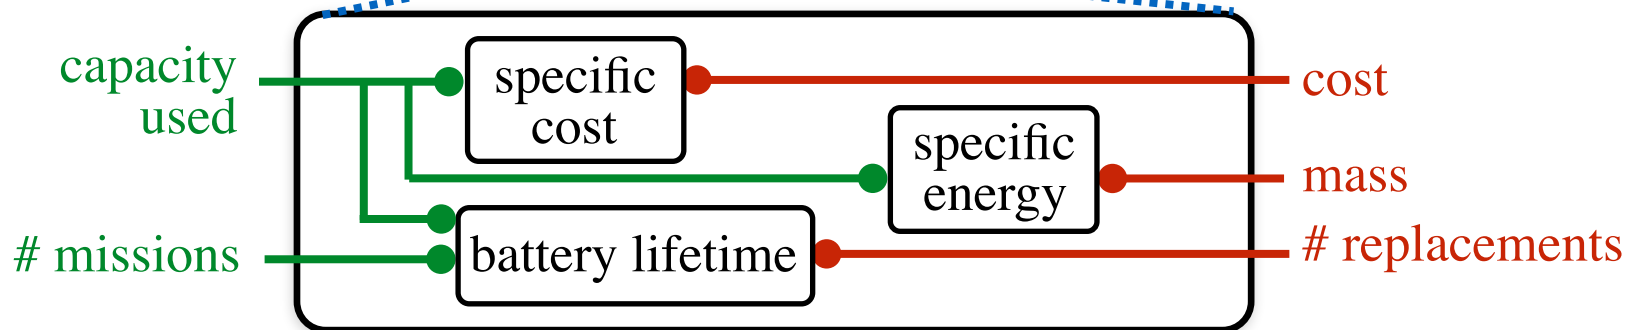 capacity
used
specific
cost
cost
specific
energy
mass
# missions
battery lifetime
# replacements